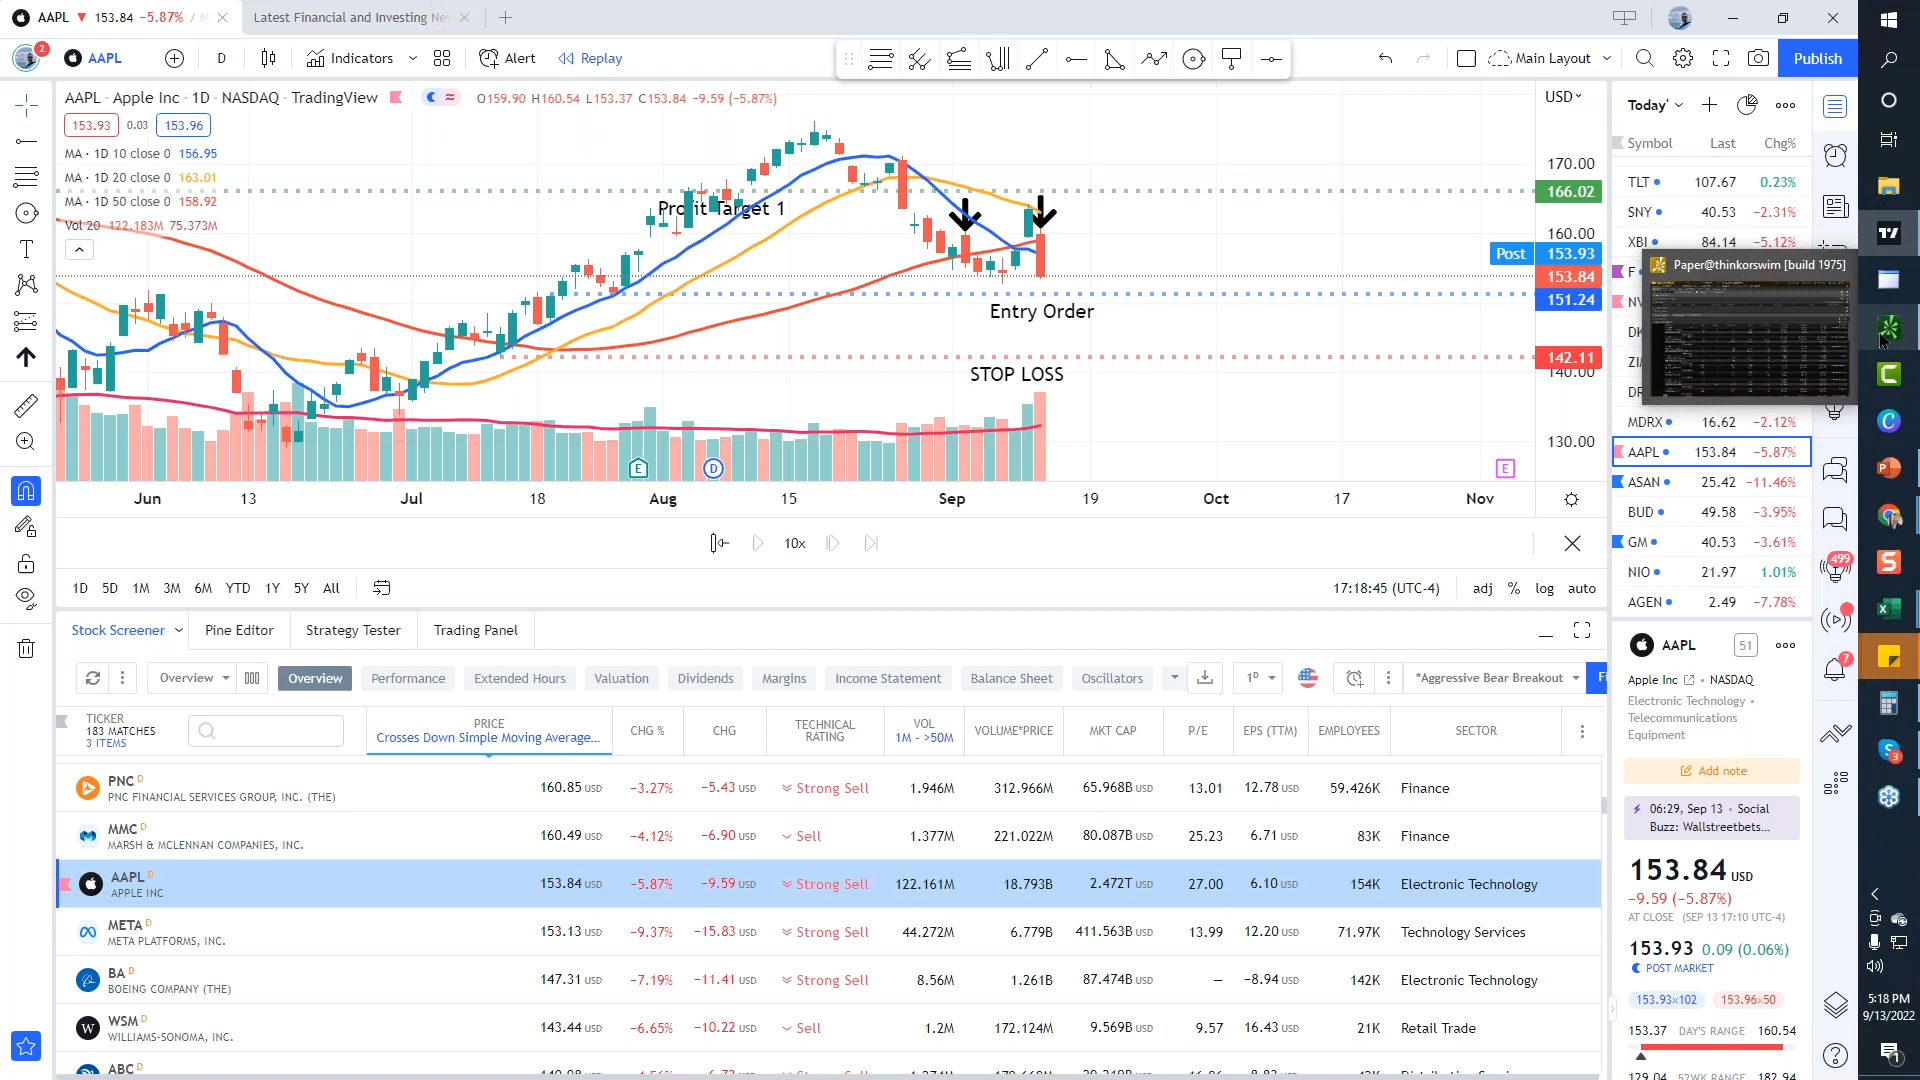 AAPL ▼ 153.84 −5.87% /
Latest Financial and Investing Ne
2
AAPL
D
Indicators
Alert
Replay
Main Layout
Publish
AAPL · Apple Inc · 1D · NASDAQ · TradingView
O159.90 H160.54 L153.37 C153.84 −9.59 (−5.87%)
153.93
0.03
153.96
MA · 1D 10 close 0 156.95
MA · 1D 20 close 0 163.01
MA · 1D 50 close 0 158.92
Vol 20 122.183M 75.373M
Profit Target 1
Entry Order
STOP LOSS
USD
170.00
166.02
160.00
Post 153.93
153.84
151.24
142.11
140.00
130.00
E
D
E
Jun
13
Jul
18
Aug
15
Sep
19
Oct
17
Nov
10x
1D 5D 1M 3M 6M YTD 1Y 5Y All
17:18:45 (UTC-4)
adj % log auto
Stock Screener
Pine Editor
Strategy Tester
Trading Panel
Overview
Overview
Performance
Extended Hours
Valuation
Dividends
Margins
Income Statement
Balance Sheet
Oscillators
1D
*Aggressive Bear Breakout
TICKER
183 MATCHES
3 ITEMS
PRICE
Crosses Down Simple Moving Average...
CHG %
CHG
TECHNICAL
RATING
VOL
1M - >50M
VOLUME*PRICE
MKT CAP
P/E
EPS (TTM)
EMPLOYEES
SECTOR
PNC D
PNC FINANCIAL SERVICES GROUP, INC. (THE)
160.85 USD −3.27% −5.43 USD Strong Sell 1.946M 312.966M 65.968B USD 13.01 12.78 USD 59.426K Finance
MMC D
MARSH & MCLENNAN COMPANIES, INC.
160.49 USD −4.12% −6.90 USD Sell 1.377M 221.022M 80.087B USD 25.23 6.71 USD 83K Finance
AAPL D
APPLE INC
153.84 USD −5.87% −9.59 USD Strong Sell 122.161M 18.793B 2.472T USD 27.00 6.10 USD 154K Electronic Technology
META D
META PLATFORMS, INC.
153.13 USD −9.37% −15.83 USD Strong Sell 44.272M 6.779B 411.563B USD 13.99 12.20 USD 71.97K Technology Services
BA D
BOEING COMPANY (THE)
147.31 USD −7.19% −11.41 USD Strong Sell 8.56M 1.261B 87.474B USD — −8.94 USD 142K Electronic Technology
WSM D
WILLIAMS-SONOMA, INC.
143.44 USD −6.65% −10.22 USD Sell 1.2M 172.124M 9.569B USD 9.57 16.43 USD 21K Retail Trade
ABC D
Today'
Symbol Last Chg%
TLT 107.67 0.23%
SNY 40.53 −2.31%
XBI 84.14 −5.12%
Paper@thinkorswim [build 1975]
F
NV
DK
ZI
MDRX 16.62 −2.12%
AAPL 153.84 −5.87%
ASAN 25.42 −11.46%
BUD 49.58 −3.95%
GM 40.53 −3.61%
NIO 21.97 1.01%
AGEN 2.49 −7.78%
AAPL
51
Apple Inc · NASDAQ
Electronic Technology ·
Telecommunications
Equipment
Add note
06:29, Sep 13 · Social
Buzz: Wallstreetbets...
153.84 USD
−9.59 (−5.87%)
AT CLOSE (SEP 13 17:10 UTC-4)
153.93 0.09 (0.06%)
POST MARKET
153.93×102
153.96×50
153.37 DAY'S RANGE 160.54
129.04 52WK RANGE 182.94
499
7
3
5:18 PM
9/13/2022
1